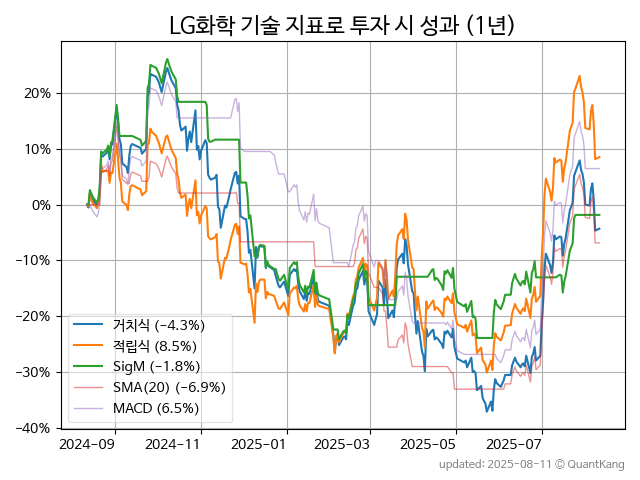 LG화학 기술 지표로 투자 시 성과 (1년)
20%
10%
0%
−10%
−20%
−30%
−40%
거치식 (−4.3%)
적립식 (8.5%)
SigM (−1.8%)
SMA(20) (−6.9%)
MACD (6.5%)
2024-09 2024-11 2025-01 2025-03 2025-05 2025-07
updated: 2025-08-11 © QuantKang